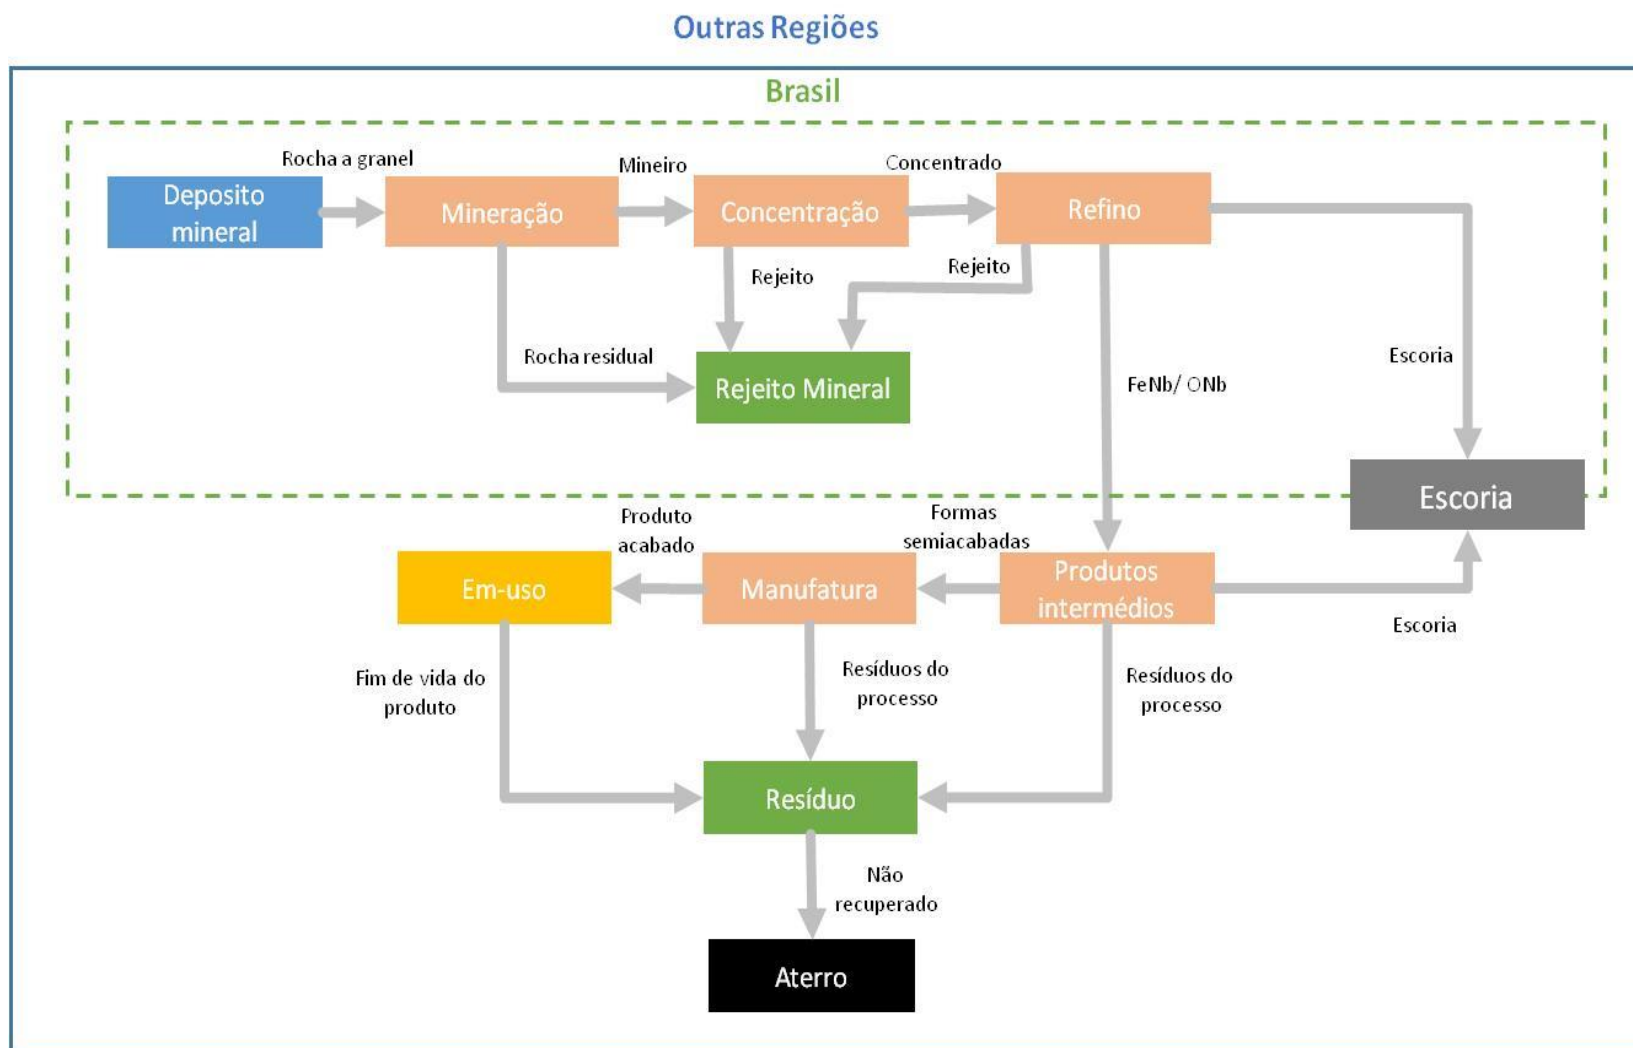 Outras Regiões
Brasil
Rocha a granel
Mineiro
Concentrado
Deposito
mineral
Mineração
Concentração
Refino
Rejeito
Rejeito
Rocha residual
Rejeito Mineral
FeNb/ ONb
Escoria
Escoria
Produto
acabado
Formas
semiacabadas
Em-uso
Manufatura
Produtos
intermédios
Escoria
Fim de vida do
produto
Resíduos do
processo
Resíduos do
processo
Resíduo
Não
recuperado
Aterro